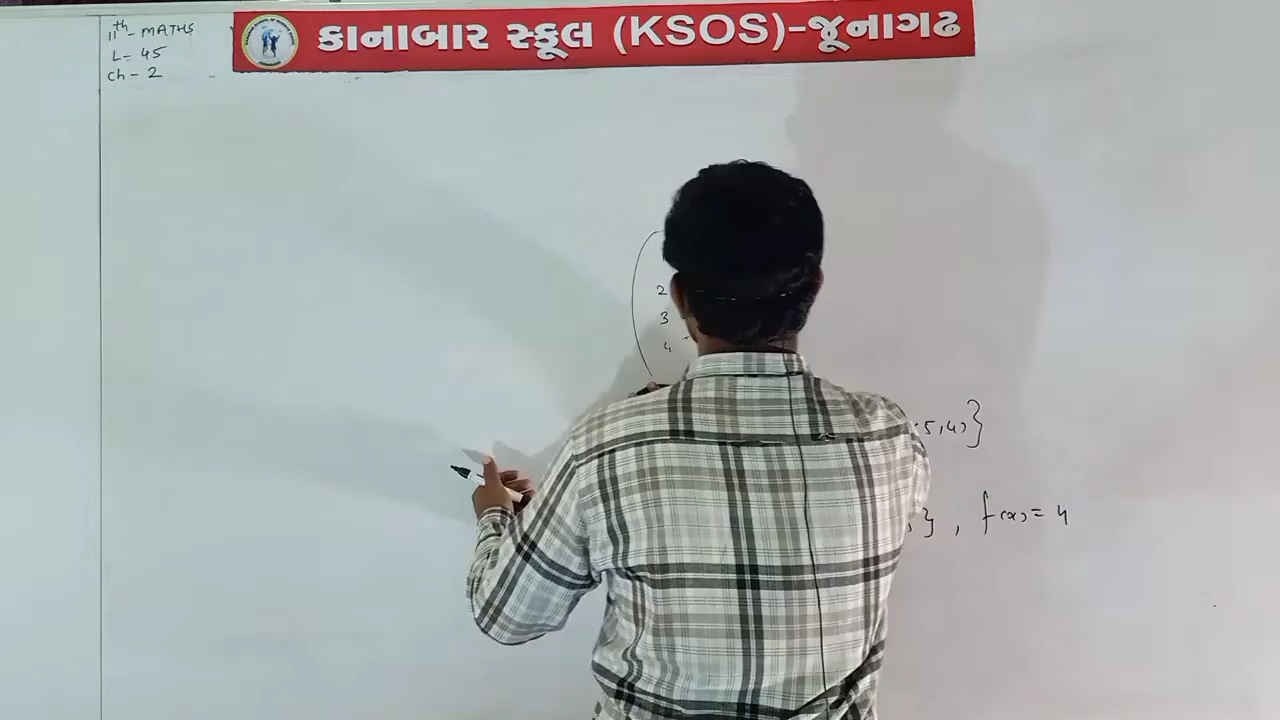 11th - MATHS
L - 45
Ch - 2
કાનાબાર સ્કૂલ (KSOS)-જૂનાગઢ
2
3
4
5,4)}
} , f(x) = 4